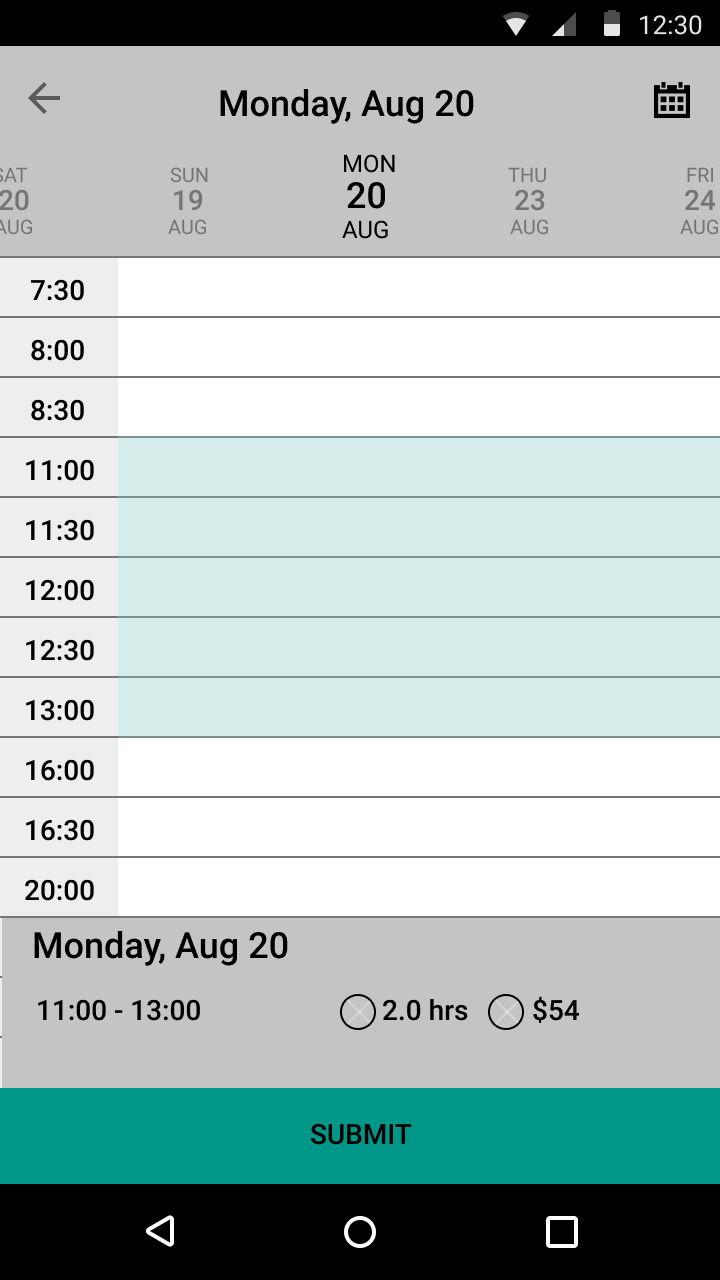 12:30
Monday, Aug 20
SAT SUN MON THU FRI
20 19 20 23 24
AUG AUG AUG AUG AUG
7:30
8:00
8:30
11:00
11:30
12:00
12:30
13:00
16:00
16:30
20:00
Monday, Aug 20
11:00 - 13:00 2.0 hrs $54
SUBMIT